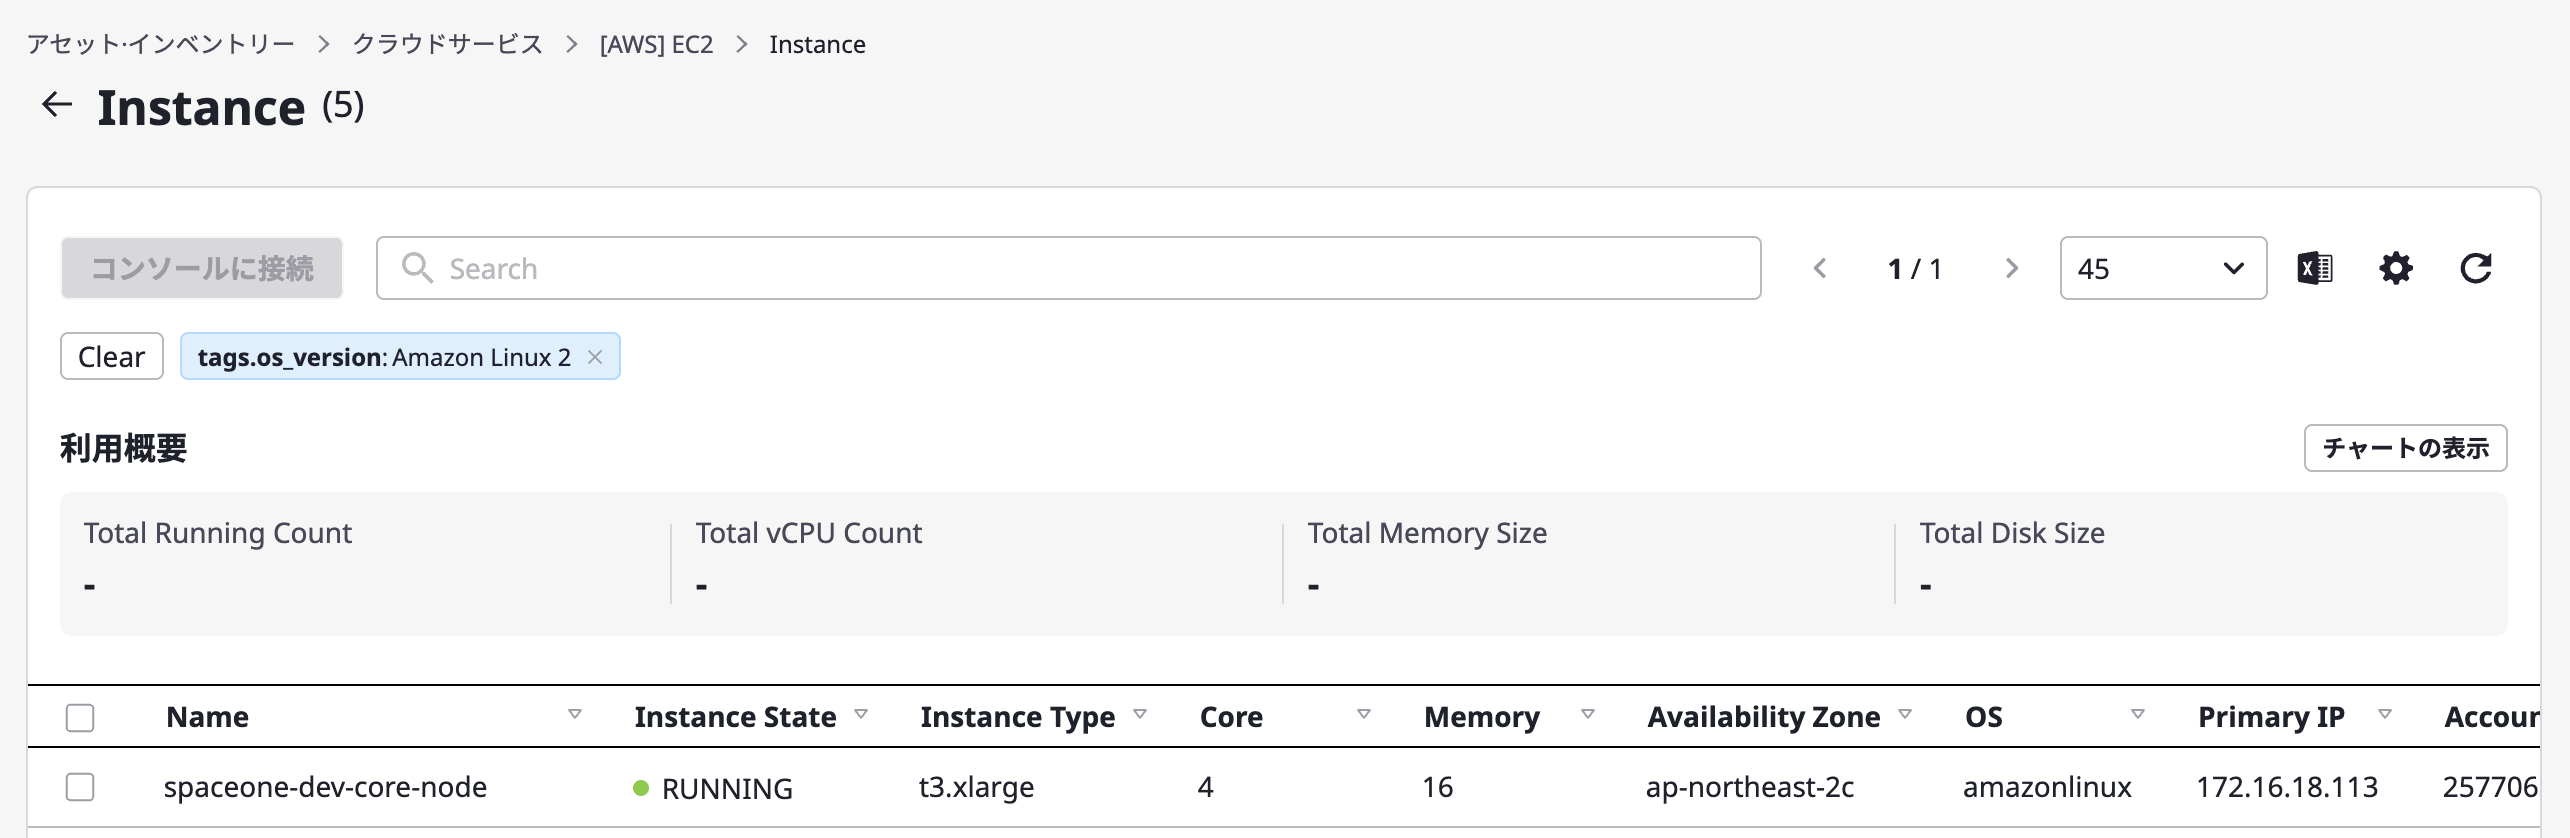 アセット·インベントリー > クラウドサービス > [AWS] EC2 > Instance
Instance (5)
コンソールに接続 Search 1 / 1 45
Clear tags.os_version: Amazon Linux 2
利用概要 チャートの表示
Total Running Count Total vCPU Count Total Memory Size Total Disk Size
- - - -
Name Instance State Instance Type Core Memory Availability Zone OS Primary IP Accour
spaceone-dev-core-node RUNNING t3.xlarge 4 16 ap-northeast-2c amazonlinux 172.16.18.113 257706